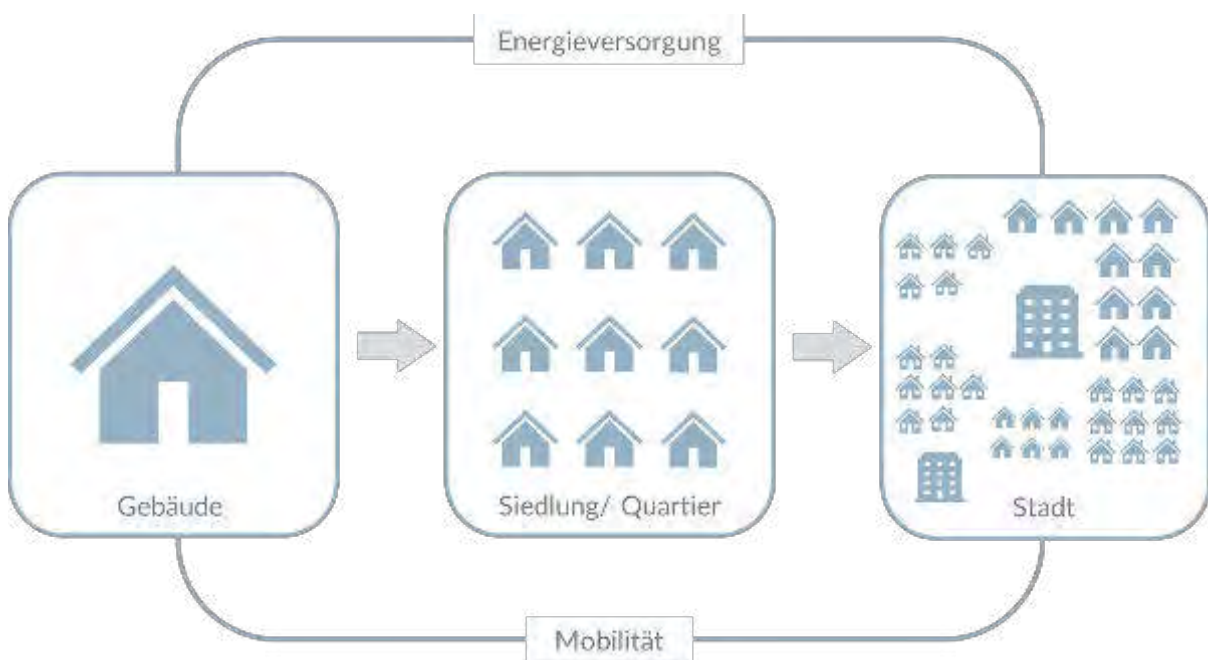 Energieversorgung
Gebäude
Siedlung/ Quartier
Stadt
Mobilität